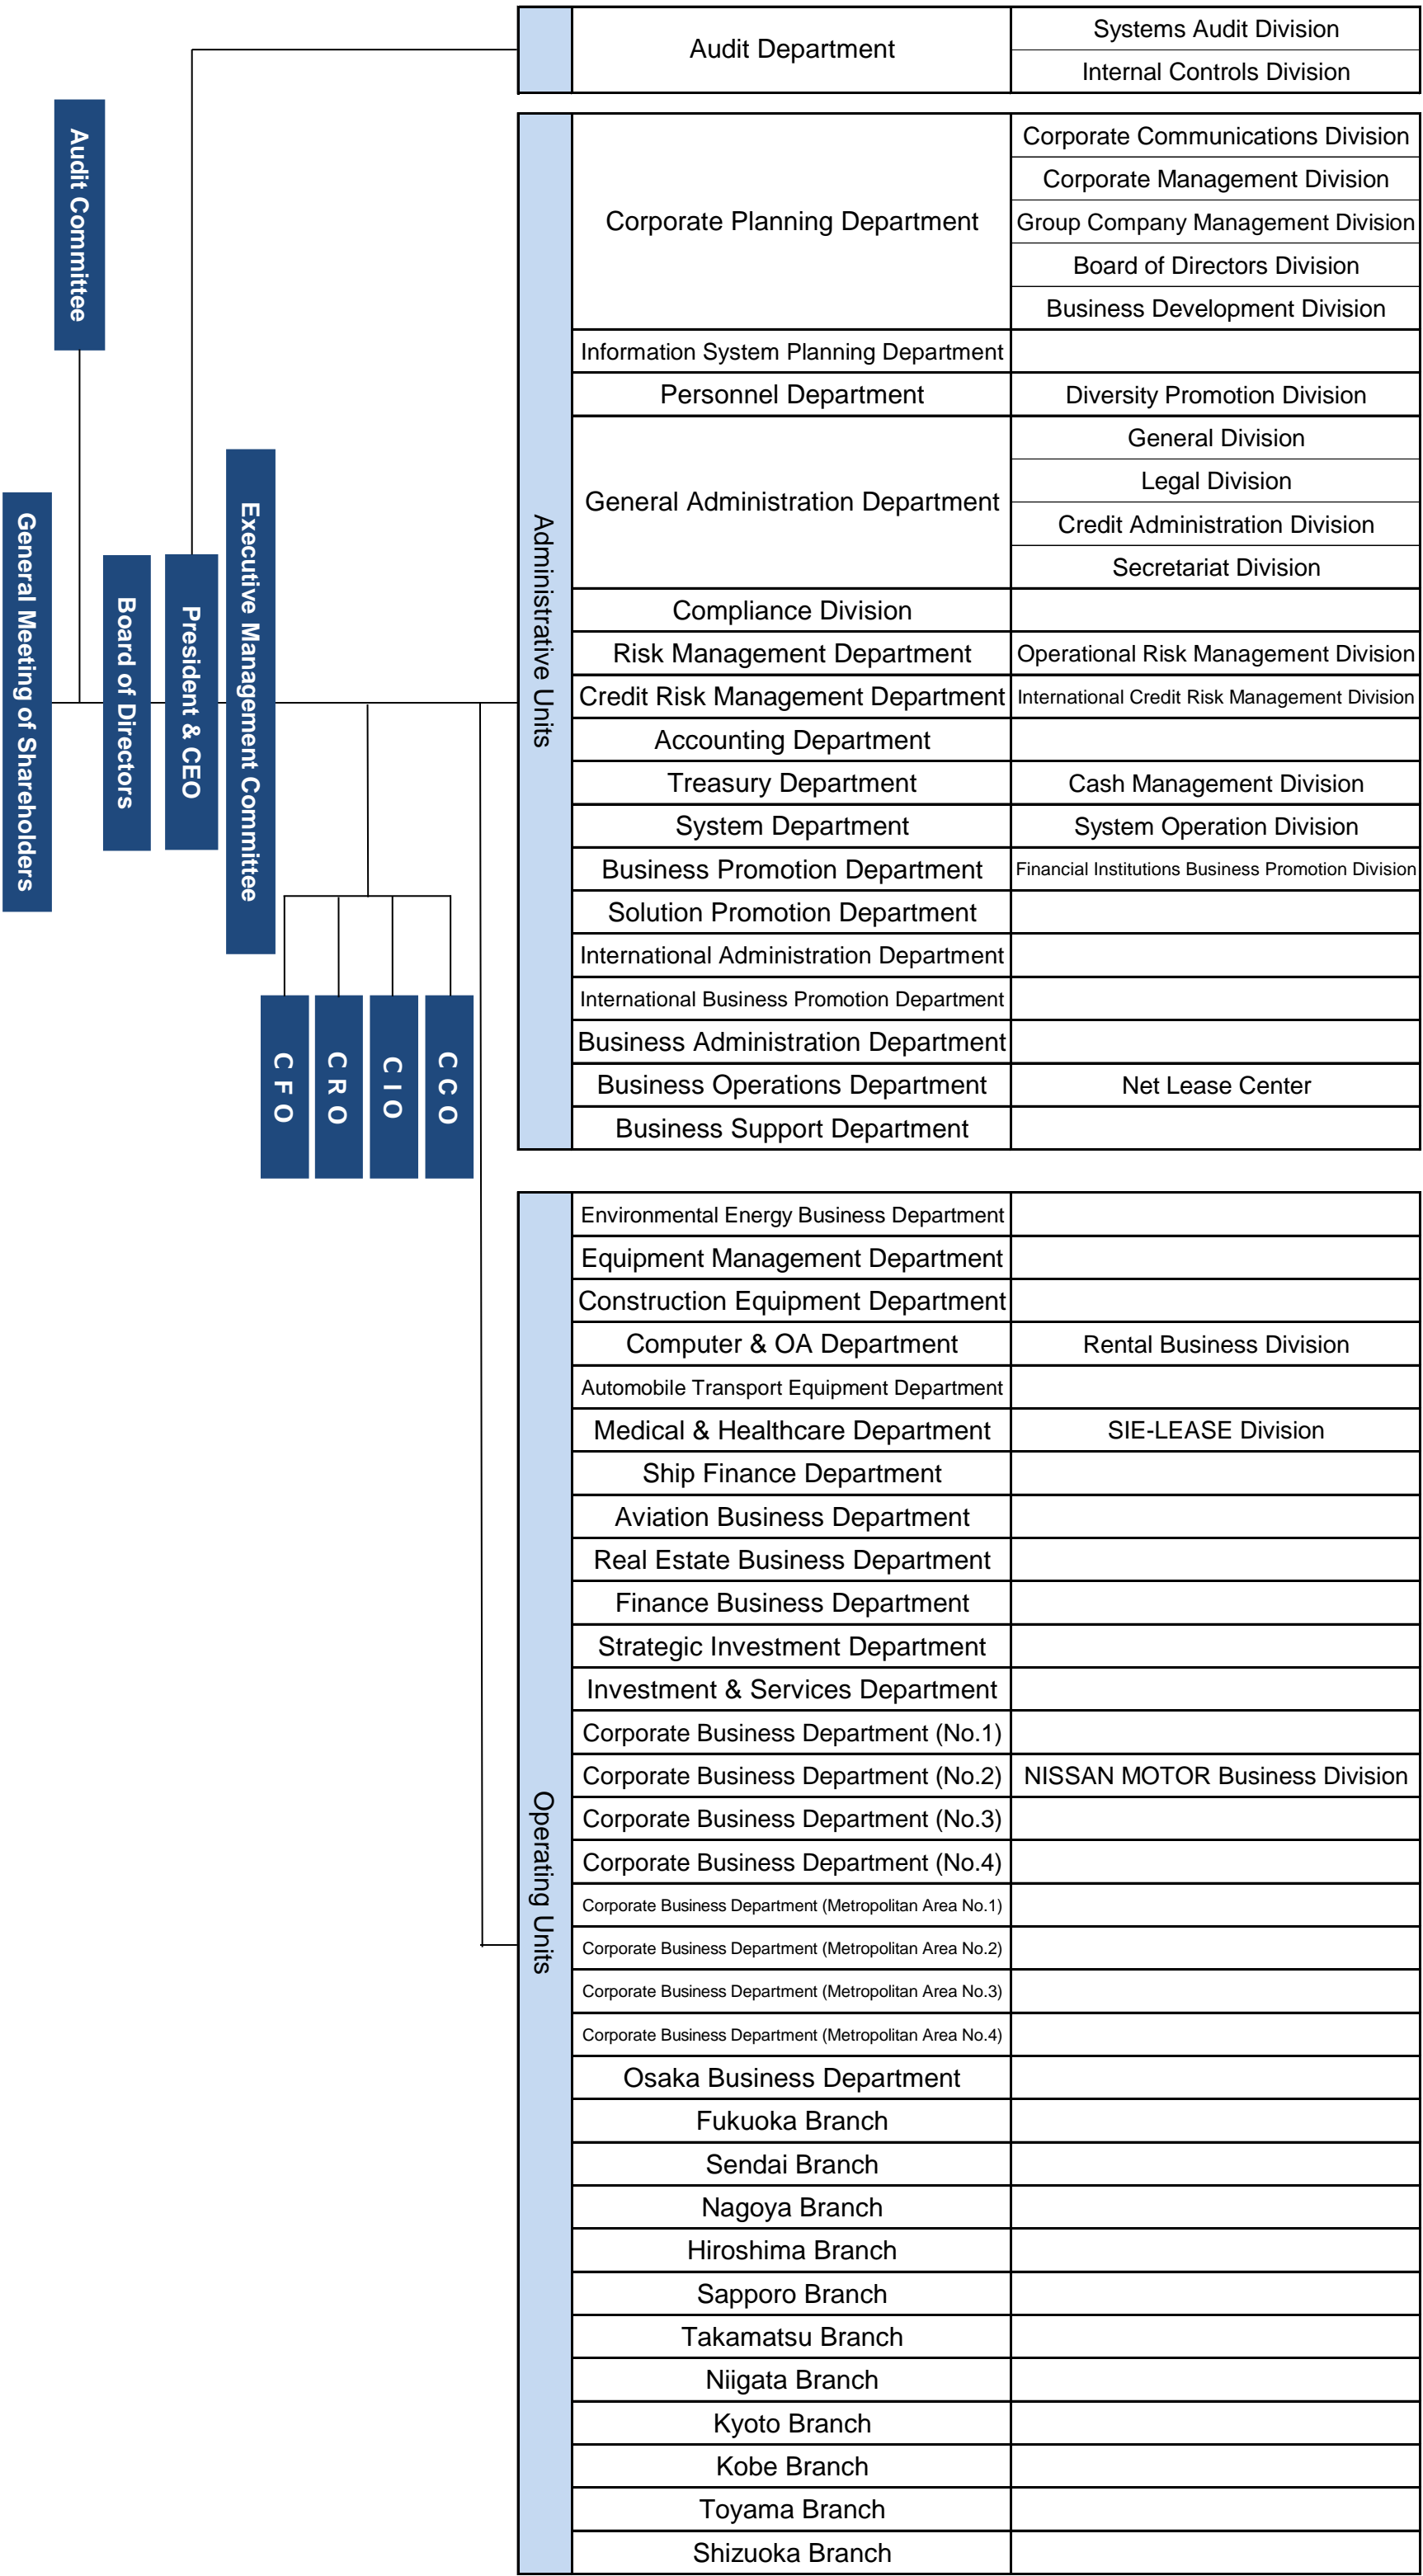 General Meeting of Shareholders
Audit Committee
Board of Directors
President & CEO
Executive Management Committee
C F O
C R O
C I O
C C O
Audit Department
Systems Audit Division
Internal Controls Division
Administrative Units
Corporate Planning Department
Corporate Communications Division
Corporate Management Division
Group Company Management Division
Board of Directors Division
Business Development Division
Information System Planning Department
Personnel Department
Diversity Promotion Division
General Administration Department
General Division
Legal Division
Credit Administration Division
Secretariat Division
Compliance Division
Risk Management Department
Operational Risk Management Division
Credit Risk Management Department
International Credit Risk Management Division
Accounting Department
Treasury Department
Cash Management Division
System Department
System Operation Division
Business Promotion Department
Financial Institutions Business Promotion Division
Solution Promotion Department
International Administration Department
International Business Promotion Department
Business Administration Department
Business Operations Department
Net Lease Center
Business Support Department
Operating Units
Environmental Energy Business Department
Equipment Management Department
Construction Equipment Department
Computer & OA Department
Rental Business Division
Automobile Transport Equipment Department
Medical & Healthcare Department
SIE-LEASE Division
Ship Finance Department
Aviation Business Department
Real Estate Business Department
Finance Business Department
Strategic Investment Department
Investment & Services Department
Corporate Business Department (No.1)
Corporate Business Department (No.2)
NISSAN MOTOR Business Division
Corporate Business Department (No.3)
Corporate Business Department (No.4)
Corporate Business Department (Metropolitan Area No.1)
Corporate Business Department (Metropolitan Area No.2)
Corporate Business Department (Metropolitan Area No.3)
Corporate Business Department (Metropolitan Area No.4)
Osaka Business Department
Fukuoka Branch
Sendai Branch
Nagoya Branch
Hiroshima Branch
Sapporo Branch
Takamatsu Branch
Niigata Branch
Kyoto Branch
Kobe Branch
Toyama Branch
Shizuoka Branch